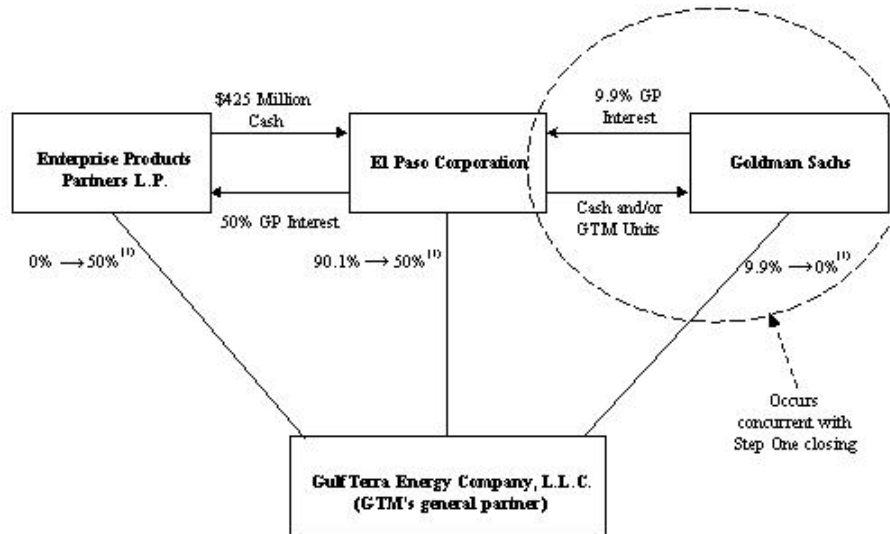 $425 Million
Cash
9.9% GP
Interest
Enterprise Products
Partners L.P.
El Paso Corporation
Goldman Sachs
50% GP Interest
Cash and/or
GTM Units
0% → 50% (1)
90.1% → 50% (1)
9.9% → 0% (1)
Occurs
concurrent with
Step One closing
GulfTerra Energy Company, L.L.C.
(GTM's general partner)